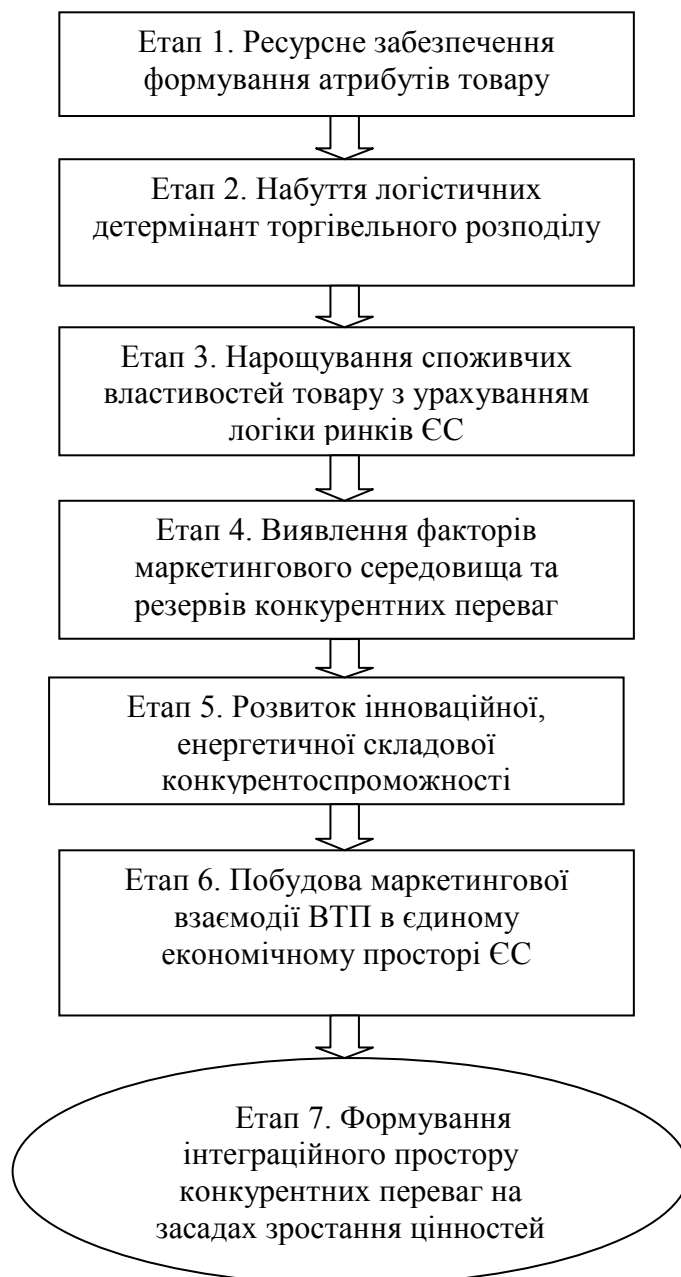 Етап 1. Ресурсне забезпечення
формування атрибутів товару
Етап 2. Набуття логістичних
детермінант торгівельного розподілу
Етап 3. Нарощування споживчих
властивостей товару з урахуванням
логіки ринків ЄС
Етап 4. Виявлення факторів
маркетингового середовища та
резервів конкурентних переваг
Етап 5. Розвиток інноваційної,
енергетичної складової
конкурентоспроможності
Етап 6. Побудова маркетингової
взаємодії ВТП в єдиному
економічному просторі ЄС
Етап 7. Формування
інтеграційного простору
конкурентних переваг на
засадах зростання цінностей